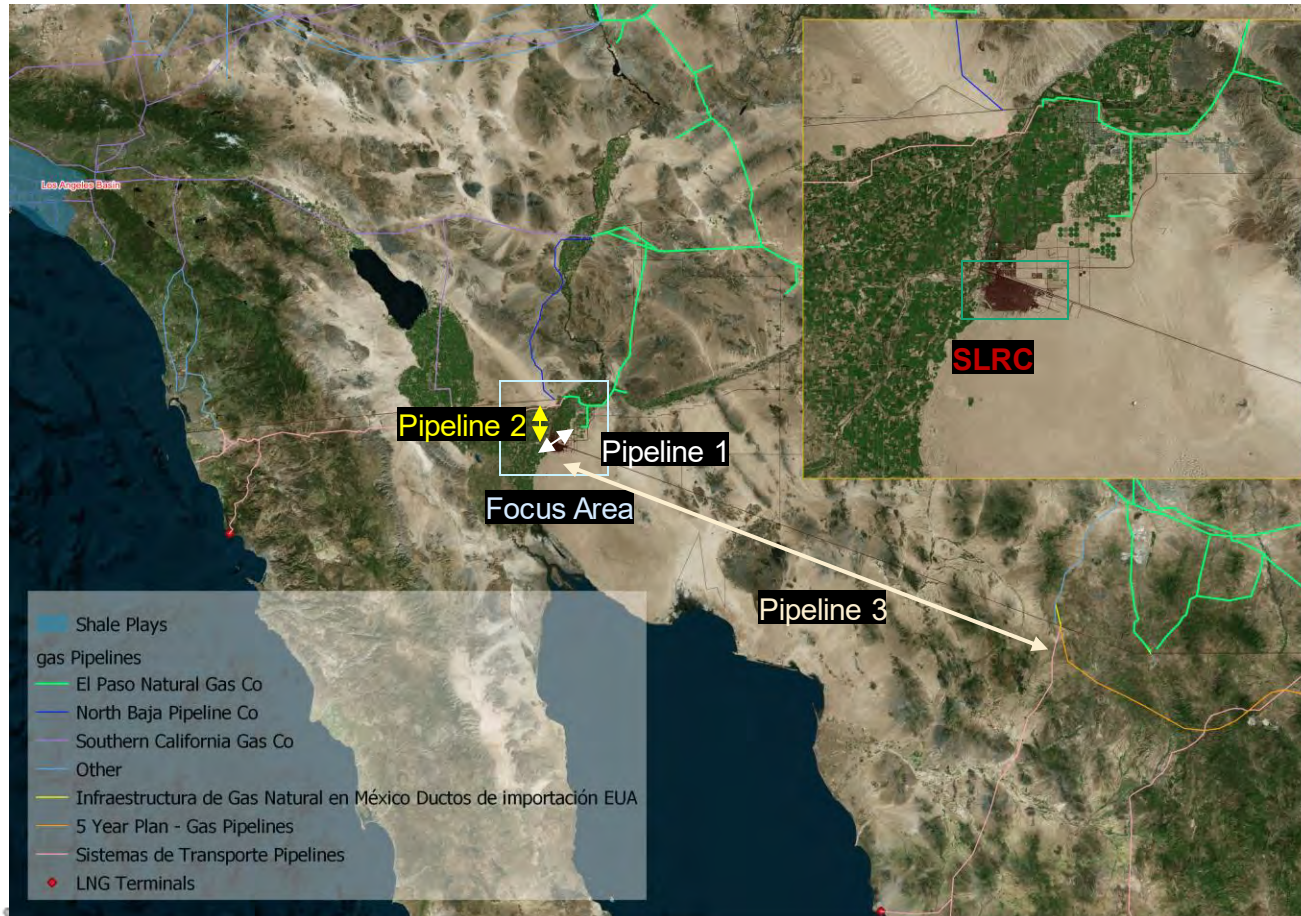 Los Angeles Basin
SLRC
Pipeline 2
Pipeline 1
Focus Area
Pipeline 3
Shale Plays
gas Pipelines
El Paso Natural Gas Co
North Baja Pipeline Co
Southern California Gas Co
Other
Infraestructura de Gas Natural en México Ductos de importación EUA
5 Year Plan - Gas Pipelines
Sistemas de Transporte Pipelines
LNG Terminals